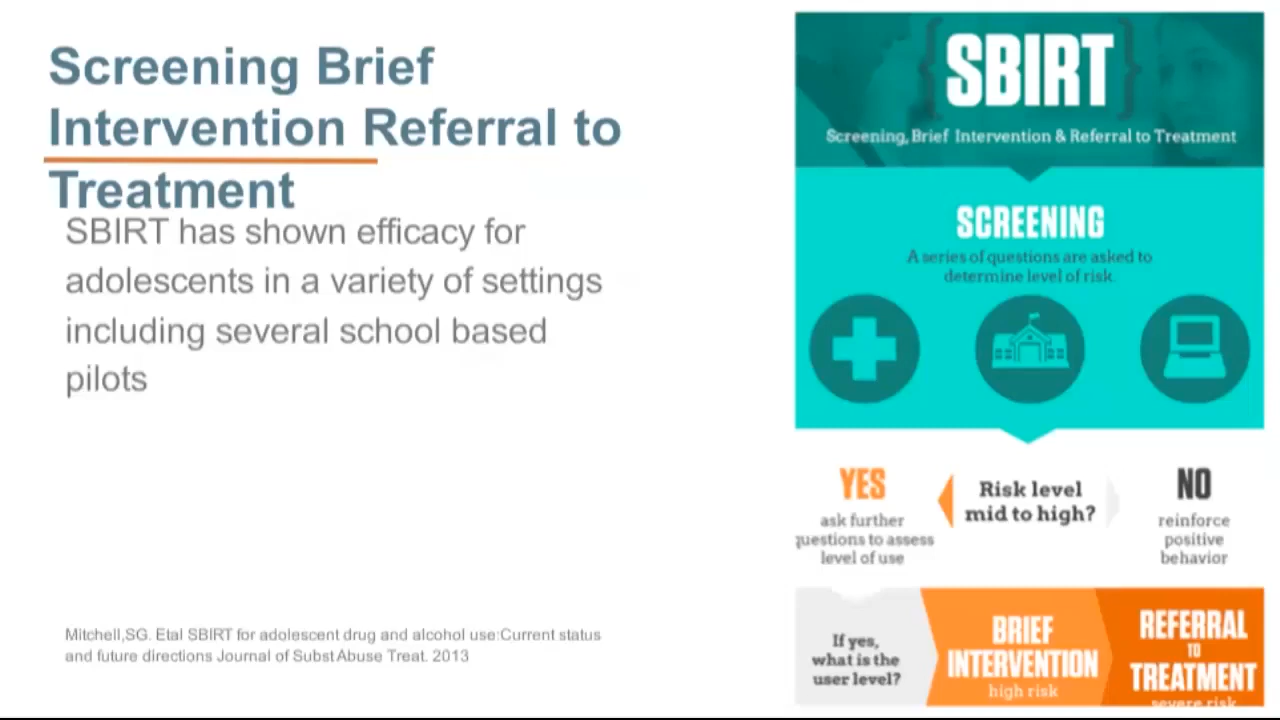 Screening Brief
Intervention Referral to
Treatment
SBIRT has shown efficacy for
adolescents in a variety of settings
including several school based
pilots
Mitchell,SG. Etal SBIRT for adolescent drug and alcohol use:Current status
and future directions Journal of Subst Abuse Treat. 2013
{SBIRT}
Screening, Brief Intervention & Referral to Treatment
SCREENING
A series of questions are asked to
determine level of risk.
YES
ask further
questions to assess
level of use
Risk level
mid to high?
NO
reinforce
positive
behavior
If yes,
what is the
user level?
BRIEF
INTERVENTION
high risk
REFERRAL
TO
TREATMENT
severe risk